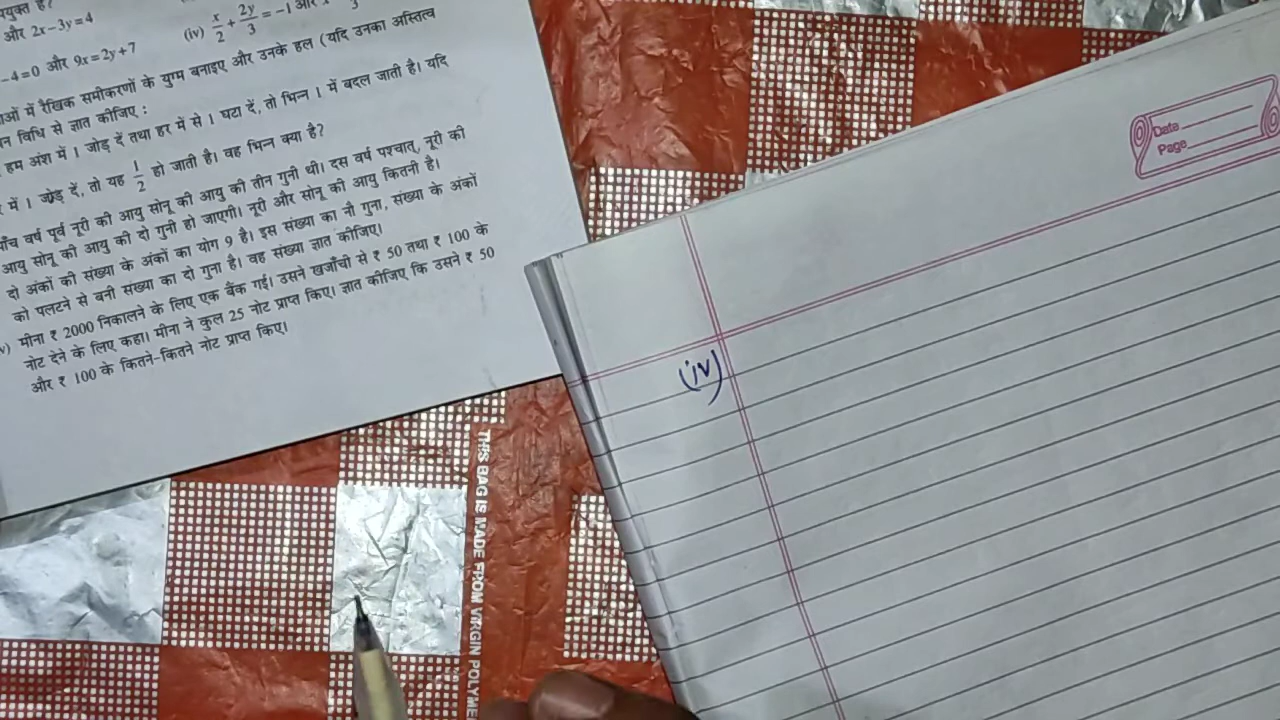 और 2x-3y=4
(iv) x/2 + 2y/3 = -1 और
-4=0 और 9x=2y+7
में रैखिक समीकरणों के युग्म बनाइए और उनके हल (यदि उनका अस्तित्व
विधि से ज्ञात कीजिए :
हम अंश में 1 जोड़ दें तथा हर में से 1 घटा दें, तो भिन्न 1 में बदल जाती है। यदि
में 1 जोड़ दें, तो यह 1/2 हो जाती है। वह भिन्न क्या है?
वर्ष पूर्व नूरी की आयु सोनू की आयु की तीन गुनी थी। दस वर्ष पश्चात्, नूरी की
आयु सोनू की आयु की दो गुनी हो जाएगी। नूरी और सोनू की आयु कितनी है।
दो अंकों की संख्या के अंकों का योग 9 है। इस संख्या का नौ गुना, संख्या के अंकों
को पलटने से बनी संख्या का दो गुना है। वह संख्या ज्ञात कीजिए।
v) मीना ₹ 2000 निकालने के लिए एक बैंक गई। उसने खजाँची से ₹ 50 तथा ₹ 100 के
नोट देने के लिए कहा। मीना ने कुल 25 नोट प्राप्त किए। ज्ञात कीजिए कि उसने ₹ 50
और ₹ 100 के कितने-कितने नोट प्राप्त किए।
Date
Page
(iv)
THIS BAG IS MADE FROM VIRGIN POLYME